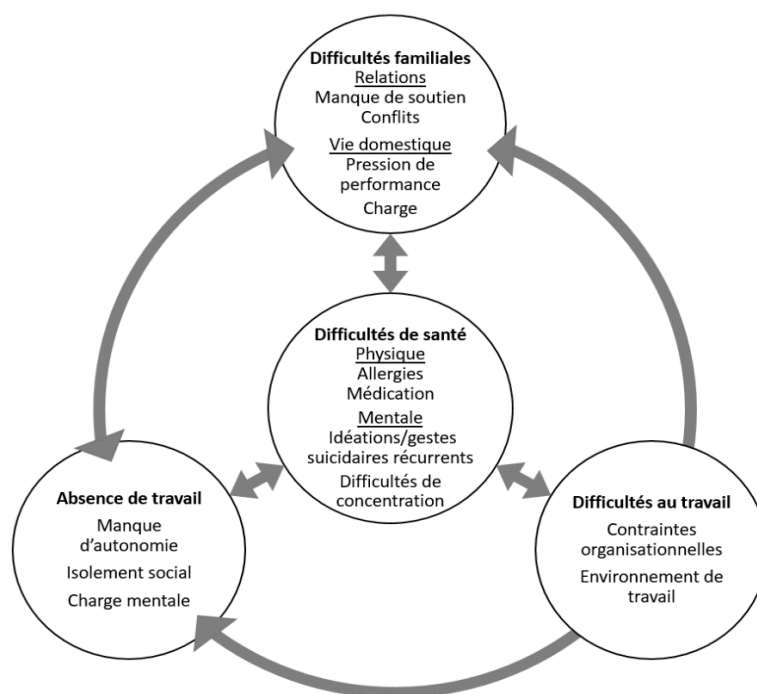 Difficultés familiales
Relations
Manque de soutien
Conflits
Vie domestique
Pression de
performance
Charge
Difficultés de santé
Physique
Allergies
Médication
Mentale
Idéations/gestes
suicidaires récurrents
Difficultés de
concentration
Absence de travail
Manque
d’autonomie
Isolement social
Charge mentale
Difficultés au travail
Contraintes
organisationnelles
Environnement de
travail